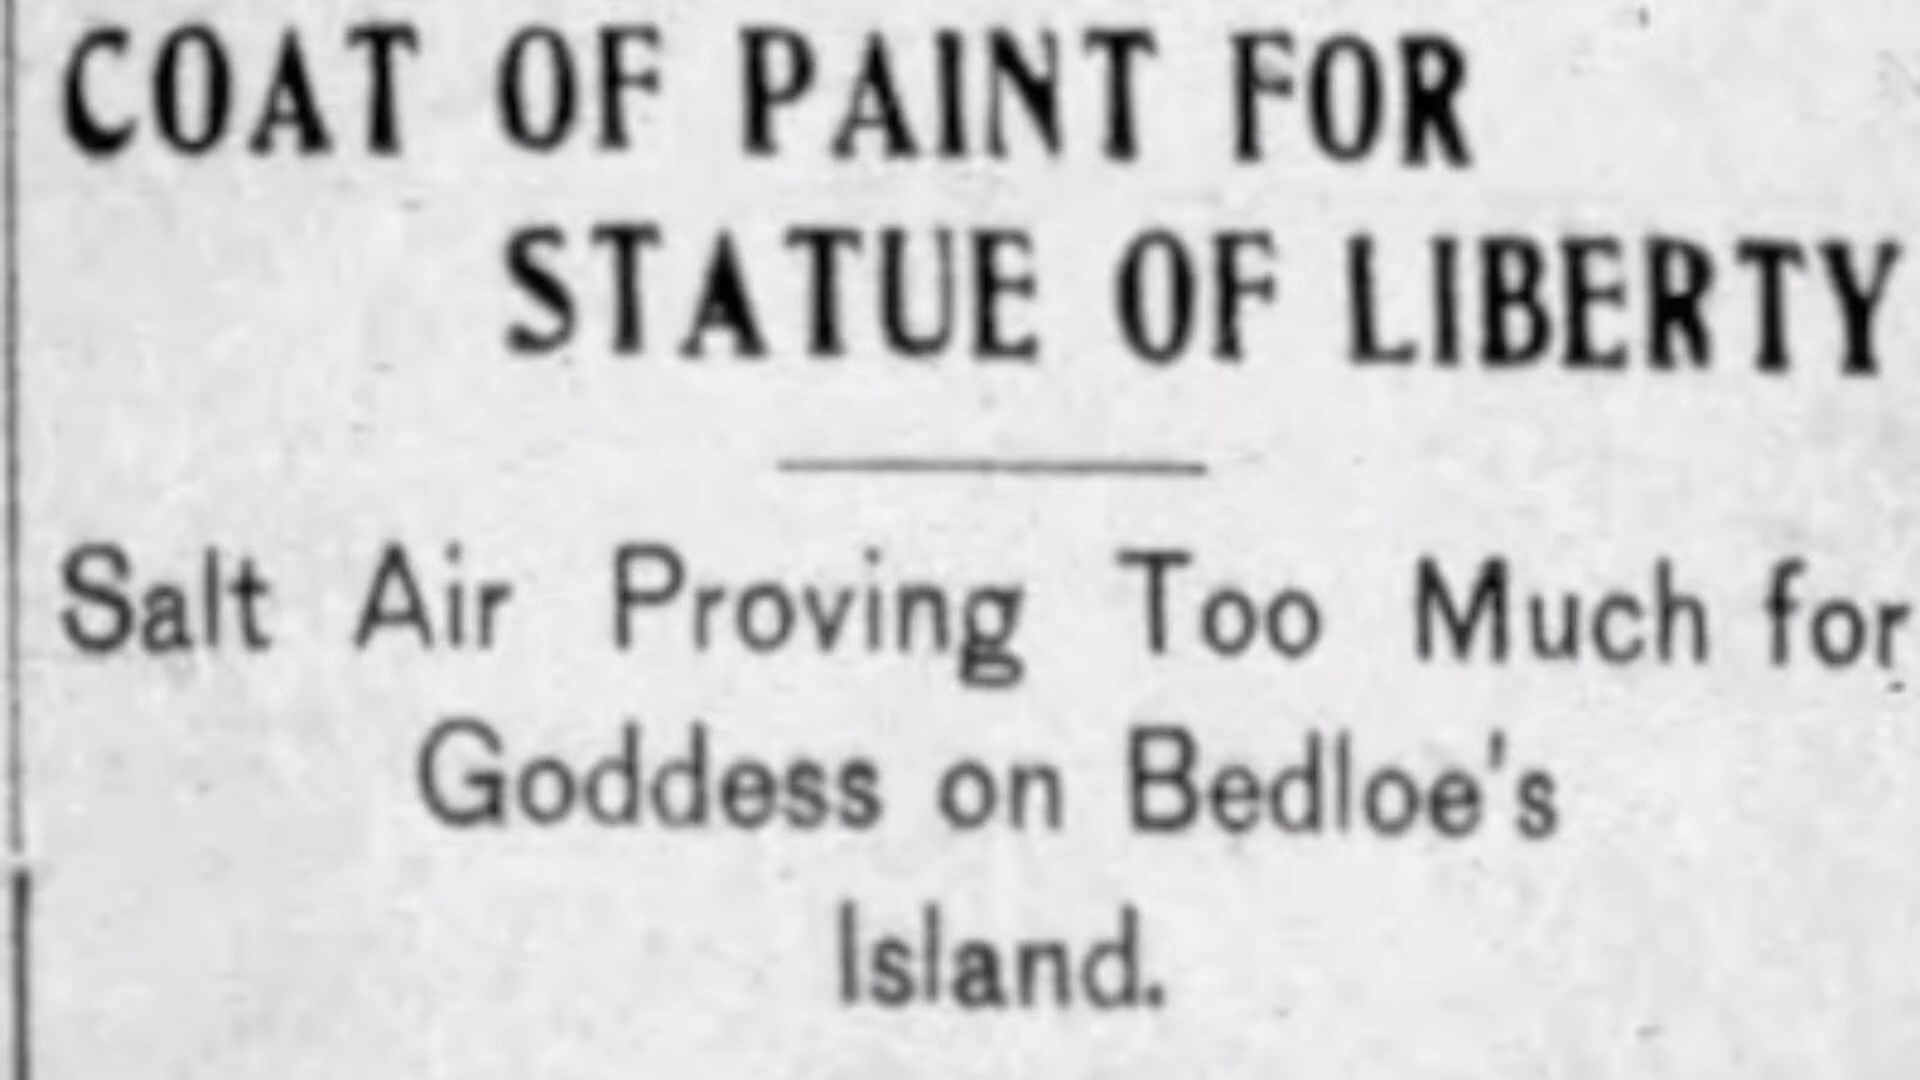 COAT OF PAINT FOR
STATUE OF LIBERTY
Salt Air Proving Too Much for
Goddess on Bedloe's
Island.